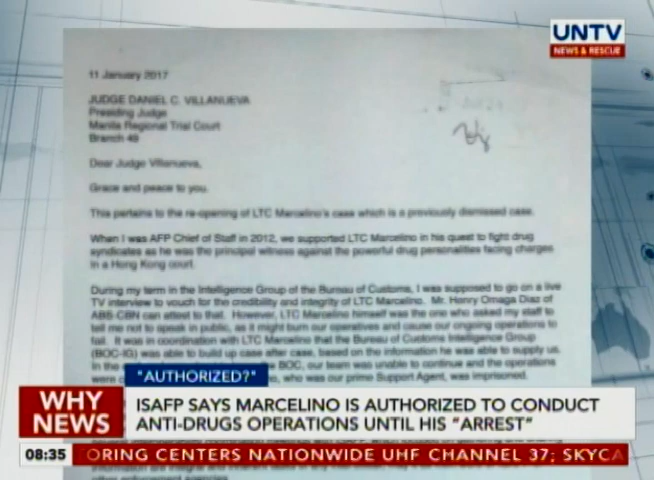 UNTV
NEWS & RESCUE
11 January 2017
JUDGE DANIEL C. VILLANUEVA
Presiding Judge
Manila Regional Trial Court
Branch 49
Dear Judge Villanueva,
Grace and peace to you.
This pertains to the re-opening of LTC Marcelino's case which is a previously dismissed case.
When I was AFP Chief of Staff in 2012, we supported LTC Marcelino in his quest to fight drug
syndicates as he was the principal witness against the powerful drug personalities facing charges
in a Hong Kong court.
During my term in the Intelligence Group of the Bureau of Customs, I was supposed to go on a live
TV interview to vouch for the credibility and integrity of LTC Marcelino. Mr. Henry Omaga Diaz of
ABS-CBN can attest to that. However, LTC Marcelino himself was the one who asked my staff to
tell me not to speak in public, as it might burn our operatives and cause our ongoing operations to
fail. It was in coordination with LTC Marcelino that the Bureau of Customs Intelligence Group
(BOC-IG) was able to build up case after case, based on the information he was able to supply us.
In the BOC, our team was unable to continue and the operations
were who was our prime Support Agent, was imprisoned.
"AUTHORIZED?"
WHY
NEWS
ISAFP SAYS MARCELINO IS AUTHORIZED TO CONDUCT
ANTI-DRUGS OPERATIONS UNTIL HIS "ARREST"
08:35
ORING CENTERS NATIONWIDE UHF CHANNEL 37; SKYCA
other enforcement agencies.